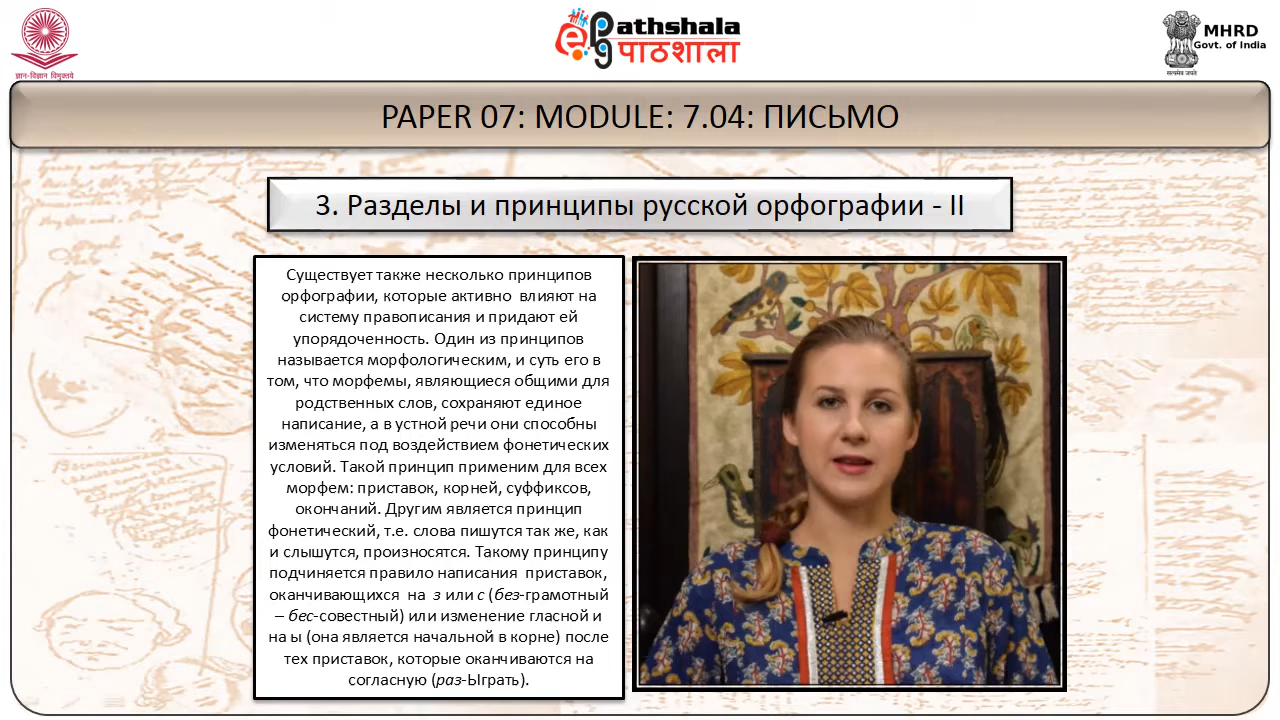 ज्ञान-विज्ञान विमुक्तये
ePg Pathshala
पाठशाला
MHRD
Govt. of India
सत्यमेव जयते
PAPER 07: MODULE: 7.04: ПИСЬМО
3. Разделы и принципы русской орфографии - II
Существует также несколько принципов
орфографии, которые активно влияют на
систему правописания и придают ей
упорядоченность. Один из принципов
называется морфологическим, и суть его в
том, что морфемы, являющиеся общими для
родственных слов, сохраняют единое
написание, а в устной речи они способны
изменяться под воздействием фонетических
условий. Такой принцип применим для всех
морфем: приставок, корней, суффиксов,
окончаний. Другим является принцип
фонетический, т.е. слова пишутся так же, как
и слышутся, произносятся. Такому принципу
подчиняется правило написания приставок,
оканчивающихся на з или с (без-грамотный
– бес-совестный) или изменение гласной и
на ы (она является начальной в корне) после
тех приставок, которые оканчиваются на
согласную (раз-Ыграть).